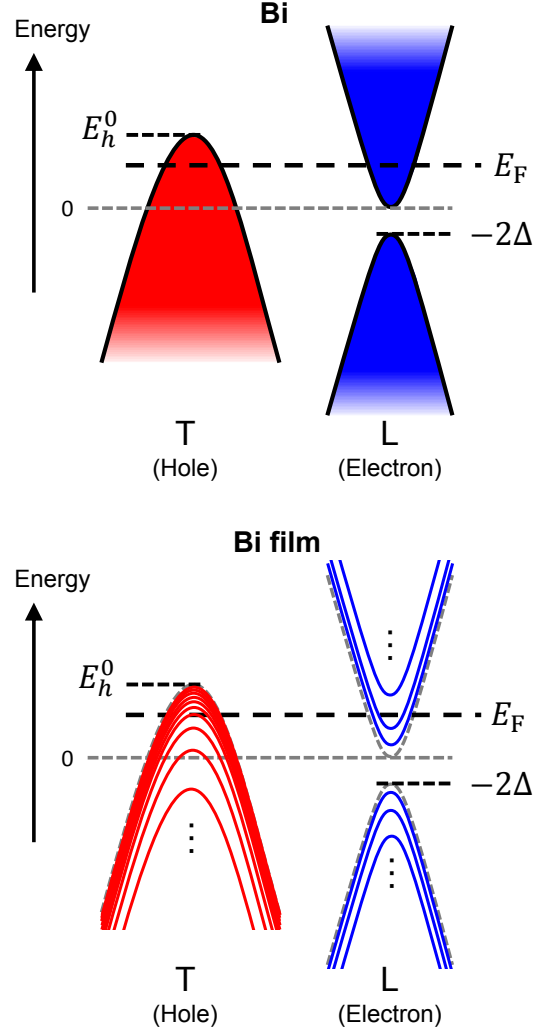 Bi
Energy
E_h^0
E_F
0
−2Δ
T
L
(Hole)
(Electron)
Bi film
Energy
E_h^0
E_F
0
−2Δ
⋮
⋮
⋮
T
L
(Hole)
(Electron)